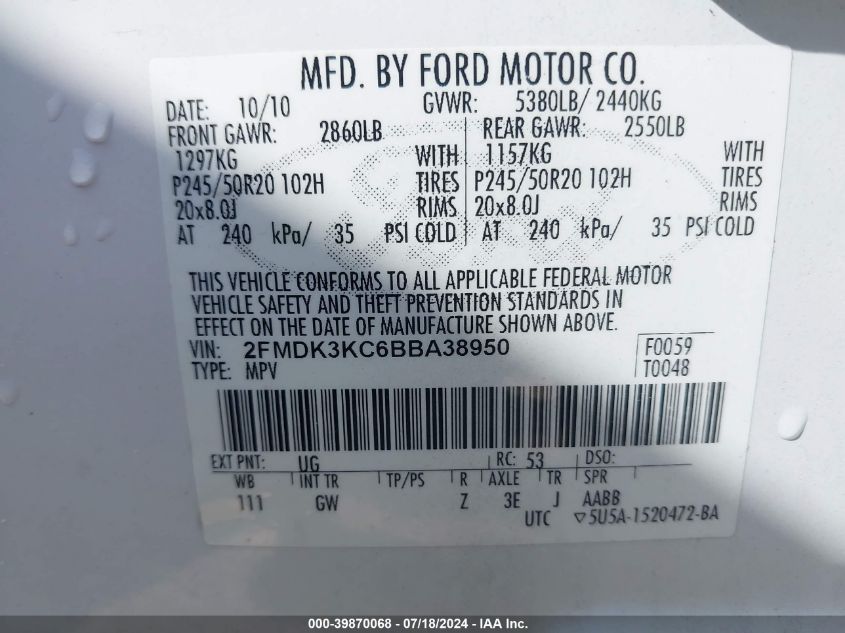 MFD. BY FORD MOTOR CO.
DATE: 10/10 GVWR: 5380LB/ 2440KG
FRONT GAWR: 2860LB REAR GAWR: 2550LB
1297KG WITH 1157KG WITH
P245/50R20 102H TIRES P245/50R20 102H TIRES
20x8.0J RIMS 20x8.0J RIMS
AT 240 kPa/ 35 PSI COLD AT 240 kPa/ 35 PSI COLD
THIS VEHICLE CONFORMS TO ALL APPLICABLE FEDERAL MOTOR
VEHICLE SAFETY AND THEFT PREVENTION STANDARDS IN
EFFECT ON THE DATE OF MANUFACTURE SHOWN ABOVE.
VIN: 2FMDK3KC6BBA38950 F0059
TYPE: MPV T0048
EXT PNT: UG RC: 53 DSO:
WB INT TR TP/PS R AXLE TR SPR
111 GW Z 3E J AABB
UTC ▽5U5A-1520472-BA
000-39870068 - 07/18/2024 - IAA, Inc.